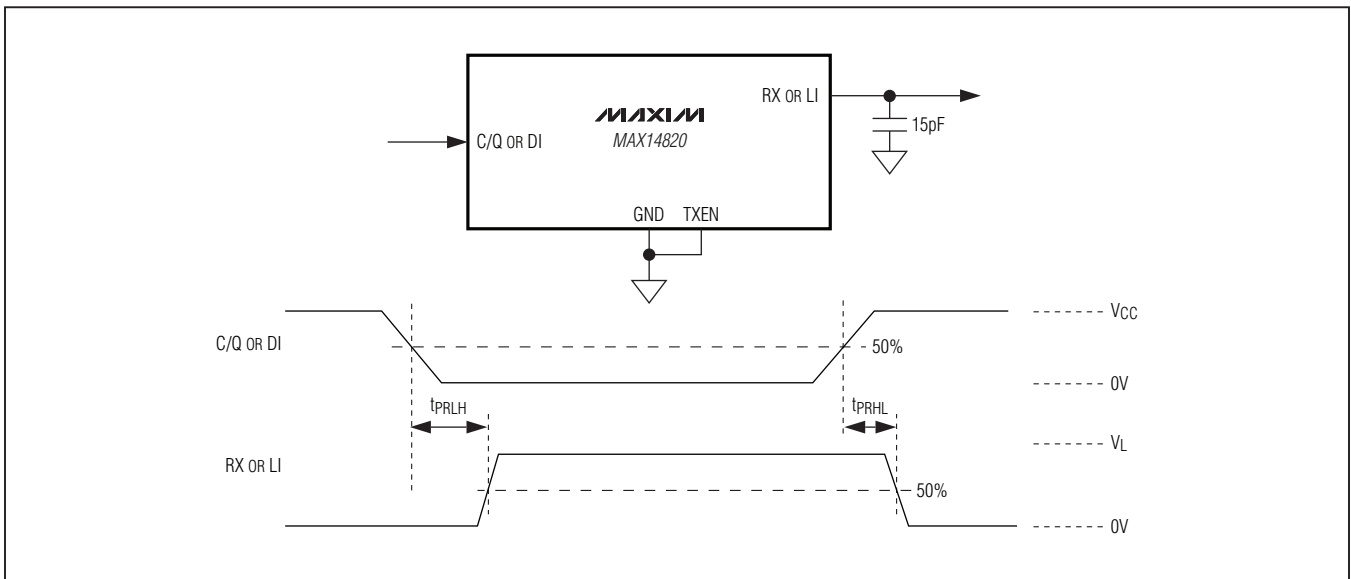 RX OR LI
MAXIM
15pF
C/Q OR DI
MAX14820
GND TXEN
VCC
C/Q OR DI
50%
0V
tPRLH
tPRHL
VL
RX OR LI
50%
0V